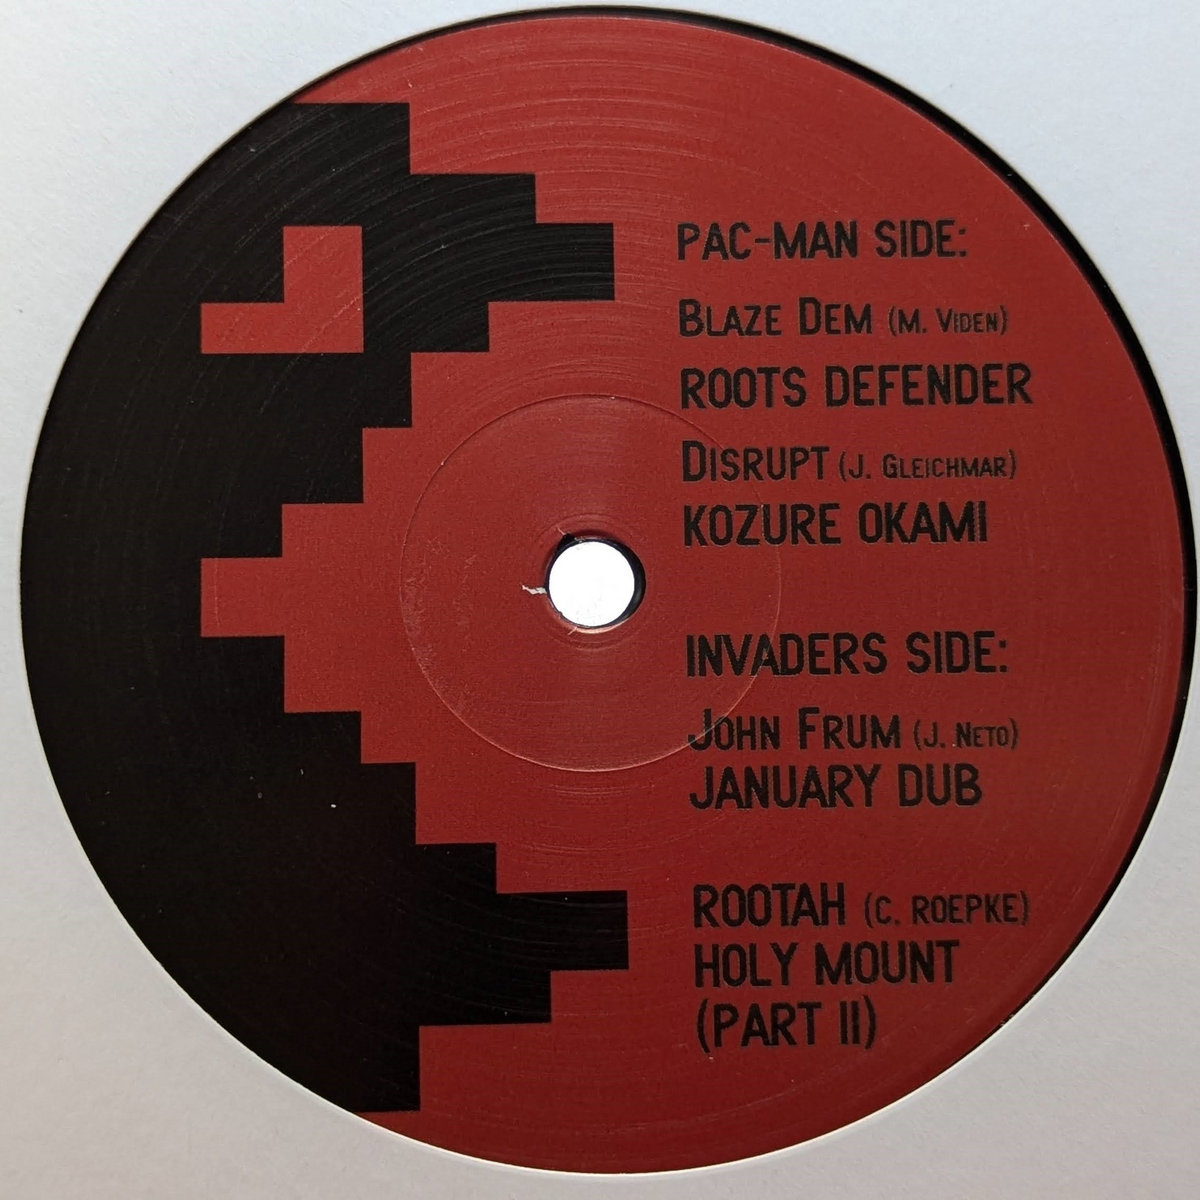 PAC-MAN SIDE:
BLAZE DEM (M. VIDEN)
ROOTS DEFENDER
DISRUPT (J. GLEICHMAR)
KOZURE OKAMI
INVADERS SIDE:
JOHN FRUM (J. NETO)
JANUARY DUB
ROOTAH (C. ROEPKE)
HOLY MOUNT
(PART II)